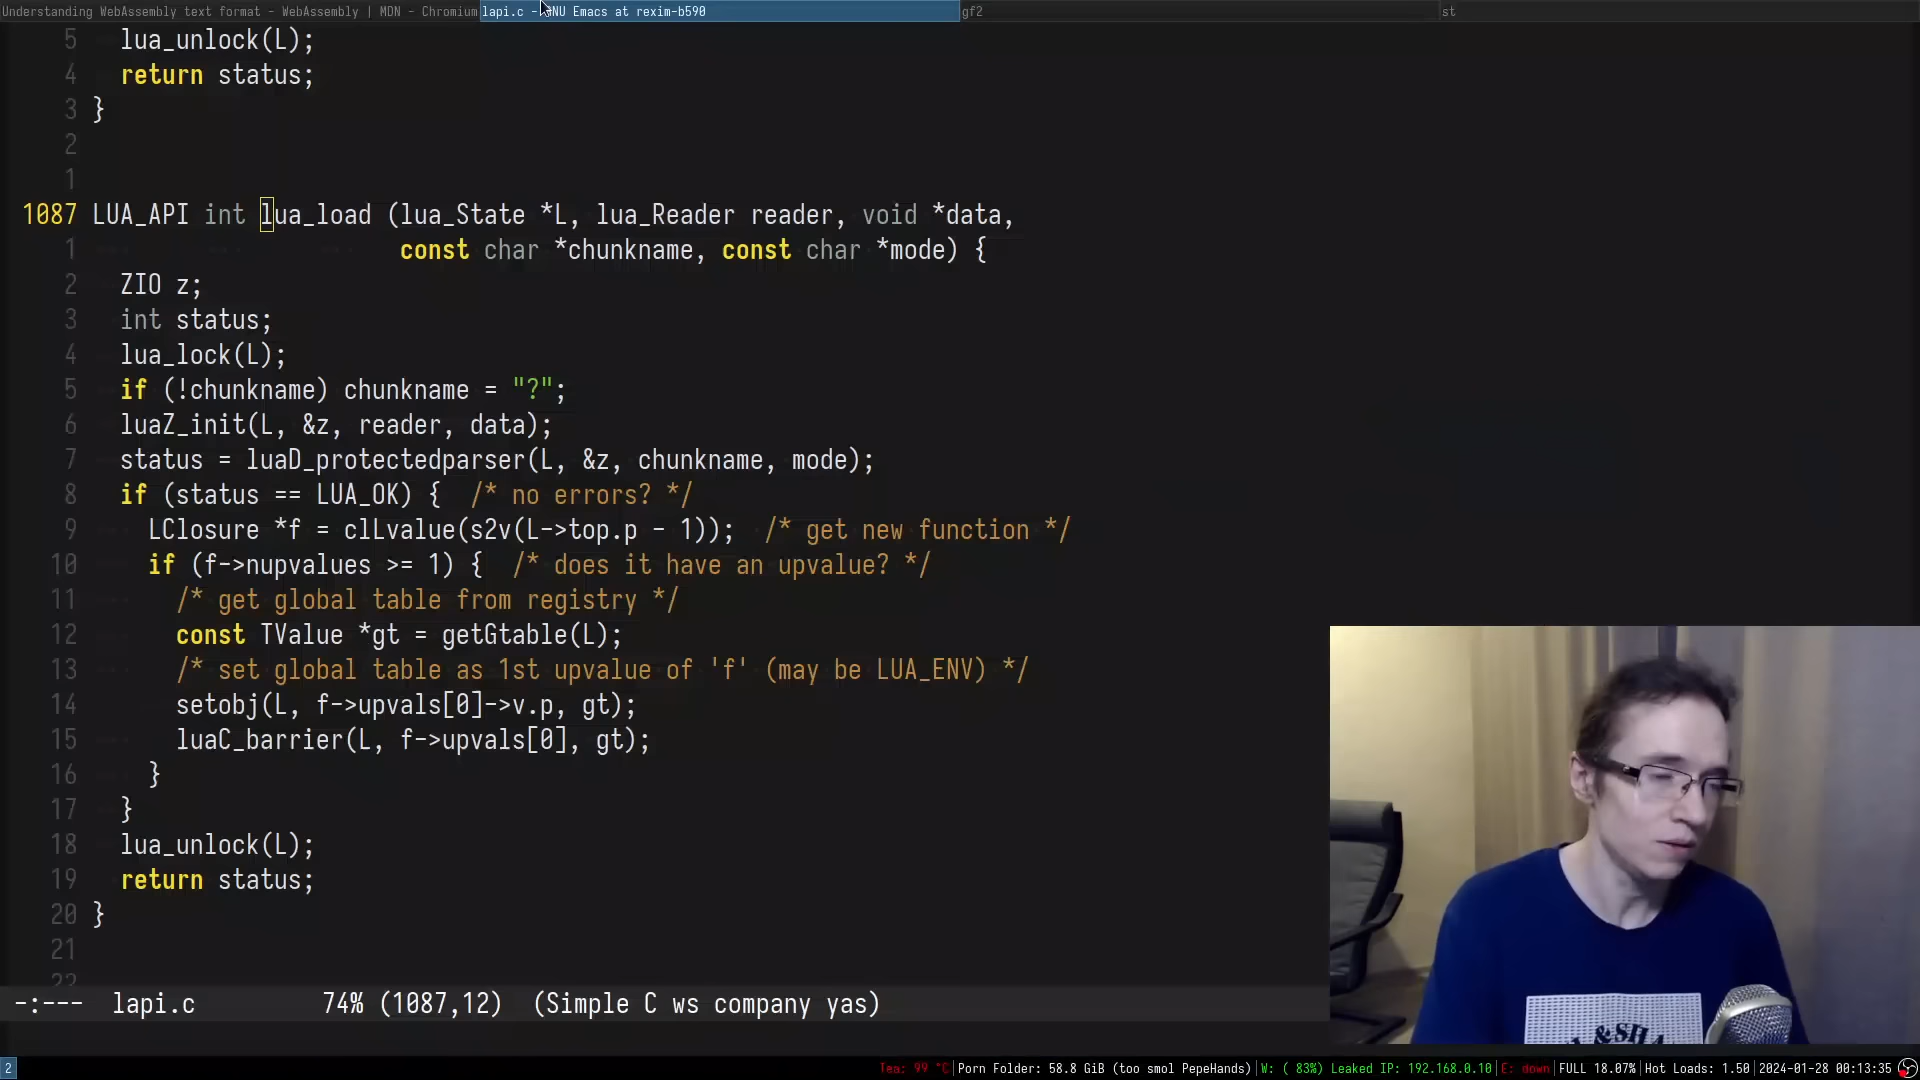 Understanding WebAssembly text format - WebAssembly | MDN - Chromium
lapi.c - GNU Emacs at rexim-b590
gf2
st
5 lua_unlock(L);
4 return status;
3 }
2
1
1087 LUA_API int lua_load (lua_State *L, lua_Reader reader, void *data,
1 const char *chunkname, const char *mode) {
2 ZIO z;
3 int status;
4 lua_lock(L);
5 if (!chunkname) chunkname = "?";
6 luaZ_init(L, &z, reader, data);
7 status = luaD_protectedparser(L, &z, chunkname, mode);
8 if (status == LUA_OK) { /* no errors? */
9 LClosure *f = clLvalue(s2v(L->top.p - 1)); /* get new function */
10 if (f->nupvalues >= 1) { /* does it have an upvalue? */
11 /* get global table from registry */
12 const TValue *gt = getGtable(L);
13 /* set global table as 1st upvalue of 'f' (may be LUA_ENV) */
14 setobj(L, f->upvals[0]->v.p, gt);
15 luaC_barrier(L, f->upvals[0], gt);
16 }
17 }
18 lua_unlock(L);
19 return status;
20 }
21
22
-:--- lapi.c 74% (1087,12) (Simple C ws company yas)
2 Tea: 99 °C|Porn Folder: 58.8 GiB (too smol PepeHands)|W: ( 83%) Leaked IP: 192.168.0.10|E: down|FULL 18.07%|Hot Loads: 1.50|2024-01-28 00:13:35